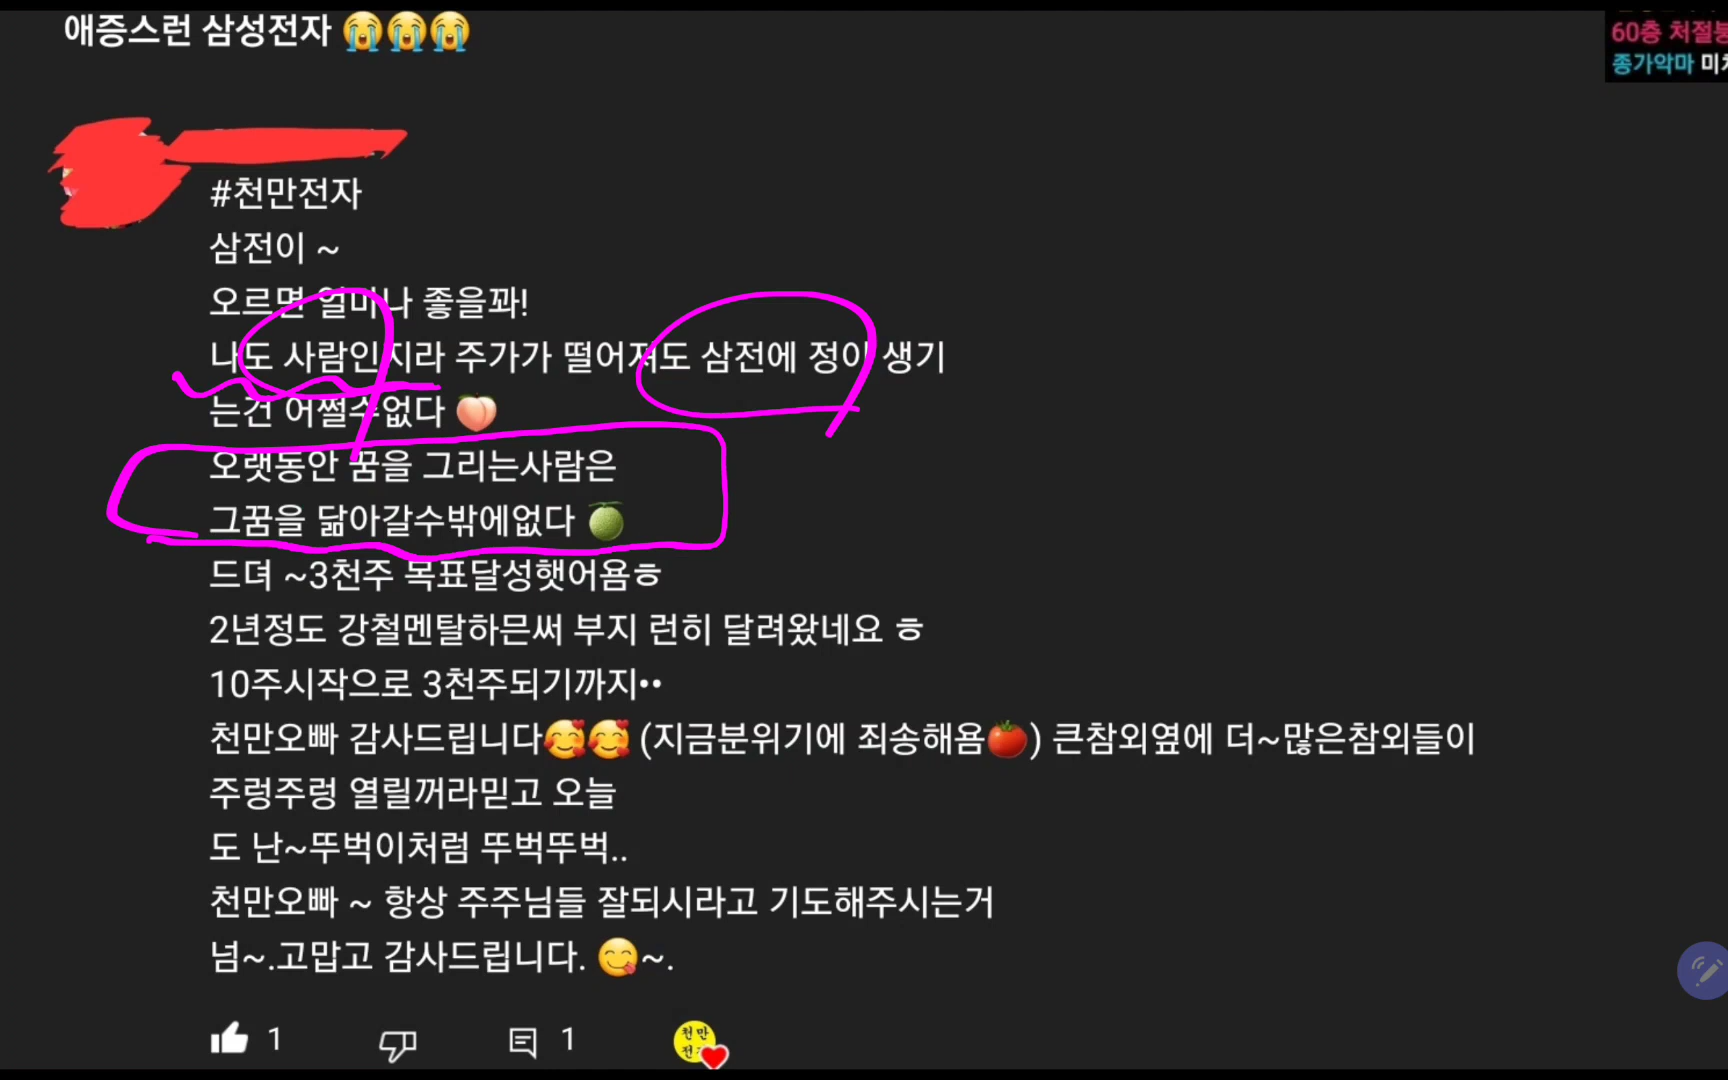 애증스런 삼성전자 😭😭😭
60층 처절
종가악마
#천만전자
삼전이 ~
오르면 얼마나 좋을꽈!
나도 사람인지라 주가가 떨어져도 삼전에 정이 생기
는건 어쩔수없다 🍑
오랫동안 꿈을 그리는사람은
그꿈을 닮아갈수밖에없다 🍈
드뎌 ~3천주 목표달성햇어욤ㅎ
2년정도 강철멘탈하믄써 부지 런히 달려왔네요 ㅎ
10주시작으로 3천주되기까지••
천만오빠 감사드립니다🥰🥰 (지금분위기에 죄송해욤🍅) 큰참외옆에 더~많은참외들이
주렁주렁 열릴꺼라믿고 오늘
도 난~뚜벅이처럼 뚜벅뚜벅..
천만오빠 ~ 항상 주주님들 잘되시라고 기도해주시는거
넘~.고맙고 감사드립니다. 😋~.
1 1 천만
전